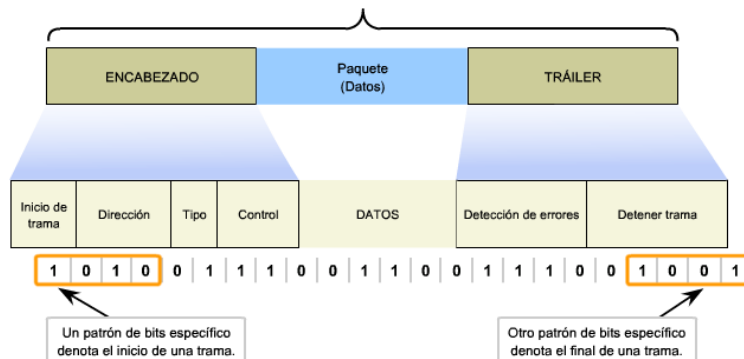 ENCABEZADO
Paquete
(Datos)
TRÁILER
Inicio de
trama
Dirección
Tipo
Control
DATOS
Detección de errores
Detener trama
1 0 1 0 0 1 1 1 0 0 1 1 0 0 1 1 1 0 0 1 0 0 1
Un patrón de bits específico
denota el inicio de una trama.
Otro patrón de bits específico
denota el final de una trama.